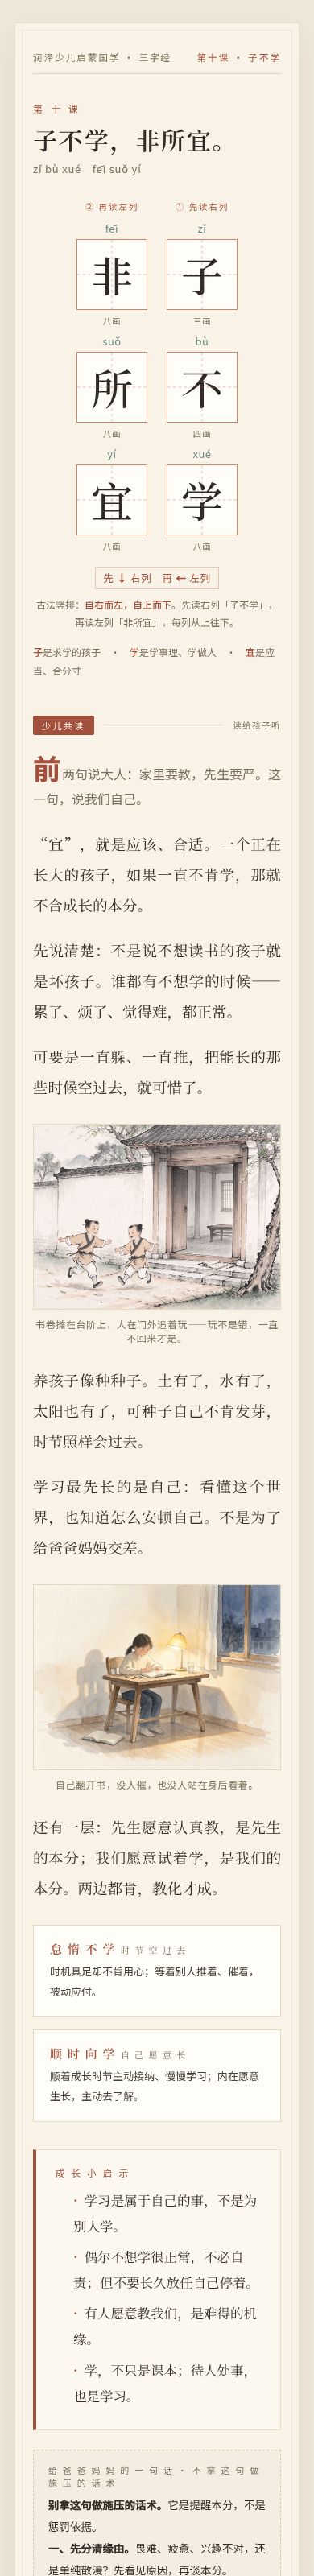 润泽少儿启蒙国学 · 三字经 第十课 · 子不学
第十课
子不学，非所宜。
zǐ bù xué fēi suǒ yí
② 再读左列 ① 先读右列
fēi zǐ
非 子
八画 三画
suǒ bù
所 不
八画 四画
yí xué
宜 学
八画 八画
先 ↓ 右列 再 ← 左列
古法竖排：自右而左，自上而下。先读右列「子不学」，
再读左列「非所宜」，每列从上往下。
子是求学的孩子 · 学是学事理、学做人 · 宜是应
当、合分寸
少儿共读 读给孩子听
前两句说大人：家里要教，先生要严。这
一句，说我们自己。
“宜”，就是应该、合适。一个正在
长大的孩子，如果一直不肯学，那就
不合成长的本分。
先说清楚：不是说不想读书的孩子就
是坏孩子。谁都有不想学的时候——
累了、烦了、觉得难，都正常。
可要是一直躲、一直推，把能长的那
些时候空过去，就可惜了。
书卷摊在台阶上，人在门外追着玩——玩不是错，一直
不回来才是。
养孩子像种种子。土有了，水有了，
太阳也有了，可种子自己不肯发芽，
时节照样会过去。
学习最先长的是自己：看懂这个世
界，也知道怎么安顿自己。不是为了
给爸爸妈妈交差。
自己翻开书，没人催，也没人站在身后看着。
还有一层：先生愿意认真教，是先生
的本分；我们愿意试着学，是我们的
本分。两边都肯，教化才成。
怠惰不学 时节空过去
时机具足却不肯用心；等着别人推着、催着，
被动应付。
顺时向学 自己愿意长
顺着成长时节主动接纳、慢慢学习；内在愿意
生长，主动去了解。
成长小启示
· 学习是属于自己的事，不是为
别人学。
· 偶尔不想学很正常，不必自
责；但不要长久放任自己停着。
· 有人愿意教我们，是难得的机
缘。
· 学，不只是课本；待人处事，
也是学习。
给爸爸妈妈的一句话 · 不拿这句做
施压的话术
别拿这句做施压的话术。它是提醒本分，不是
惩罚依据。
一、先分清缘由。畏难、疲惫、兴趣不对，还
是单纯散漫？先看见原因，再谈本分。